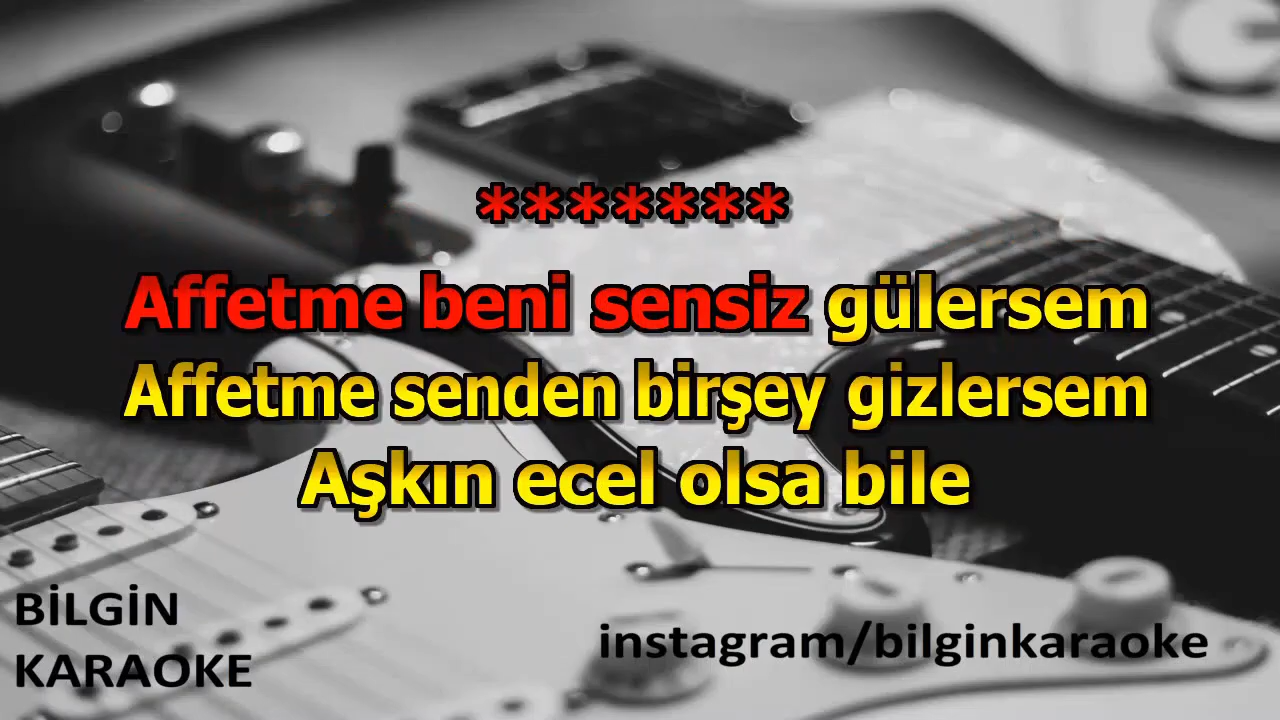 *******
Affetme beni sensiz gülersem
Affetme senden birşey gizlersem
Aşkın ecel olsa bile
BİLGİN
KARAOKE
instagram/bilginkaraoke